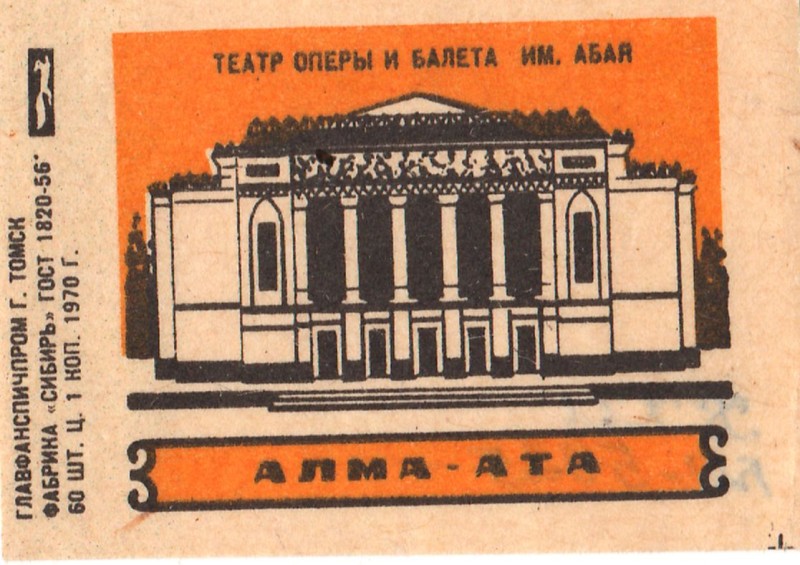 ТЕАТР ОПЕРЫ И БАЛЕТА ИМ. АБАЯ
АЛМА-АТА
ГЛАВФАНСПИЧПРОМ Г. ТОМСК
ФАБРИКА «СИБИРЬ» ГОСТ 1820-56*
60 ШТ. Ц. 1 КОП. 1970 Г.